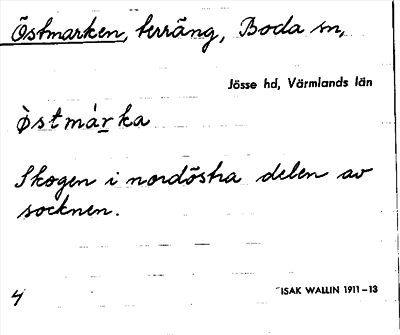 Östmarken, terräng, Boda sn,
Jösse hd, Värmlands län
ò̀stmár̲ka
Skogen i nordöstra delen av
socknen.
4
ISAK WALLIN 1911–13